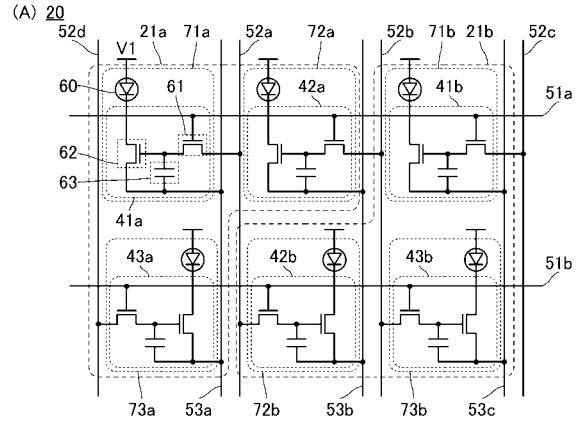 (A) 20
52d 21a 71a 52a 72a 52b 71b 21b 52c
V1
60 61 42a 41b 51a
62
63
41a
43a 42b 43b 51b
73a 53a 72b 53b 73b 53c